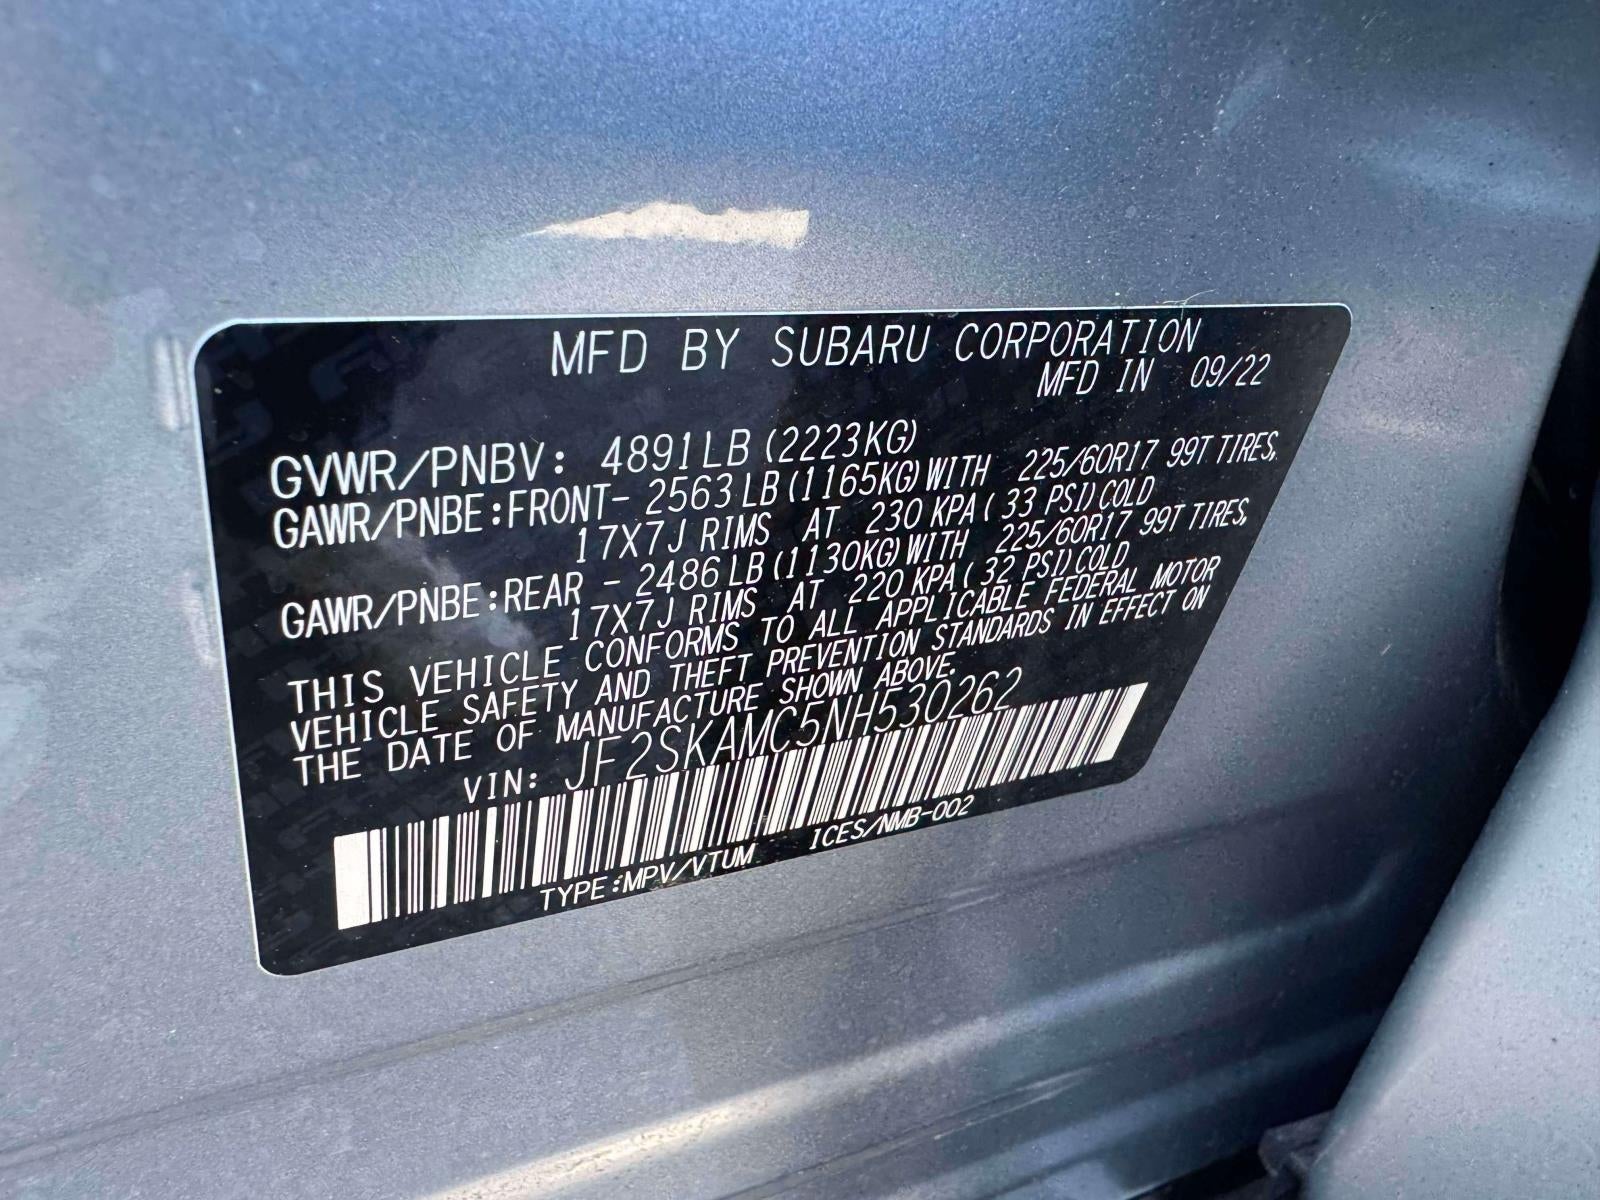 MFD BY SUBARU CORPORATION
MFD IN 09/22
GVWR/PNBV: 4891LB (2223KG)
GAWR/PNBE:FRONT- 2563LB(1165KG)WITH 225/60R17 99T TIRES,
17X7J RIMS AT 230 KPA( 33 PSI)COLD
GAWR/PNBE:REAR - 2486LB(1130KG)WITH 225/60R17 99T TIRES,
17X7J RIMS AT 220 KPA( 32 PSI)COLD
THIS VEHICLE CONFORMS TO ALL APPLICABLE FEDERAL MOTOR
VEHICLE SAFETY AND THEFT PREVENTION STANDARDS IN EFFECT ON
THE DATE OF MANUFACTURE SHOWN ABOVE.
VIN: JF2SKAMC5NH530262
TYPE:MPV/VTUM ICES/NMB-002